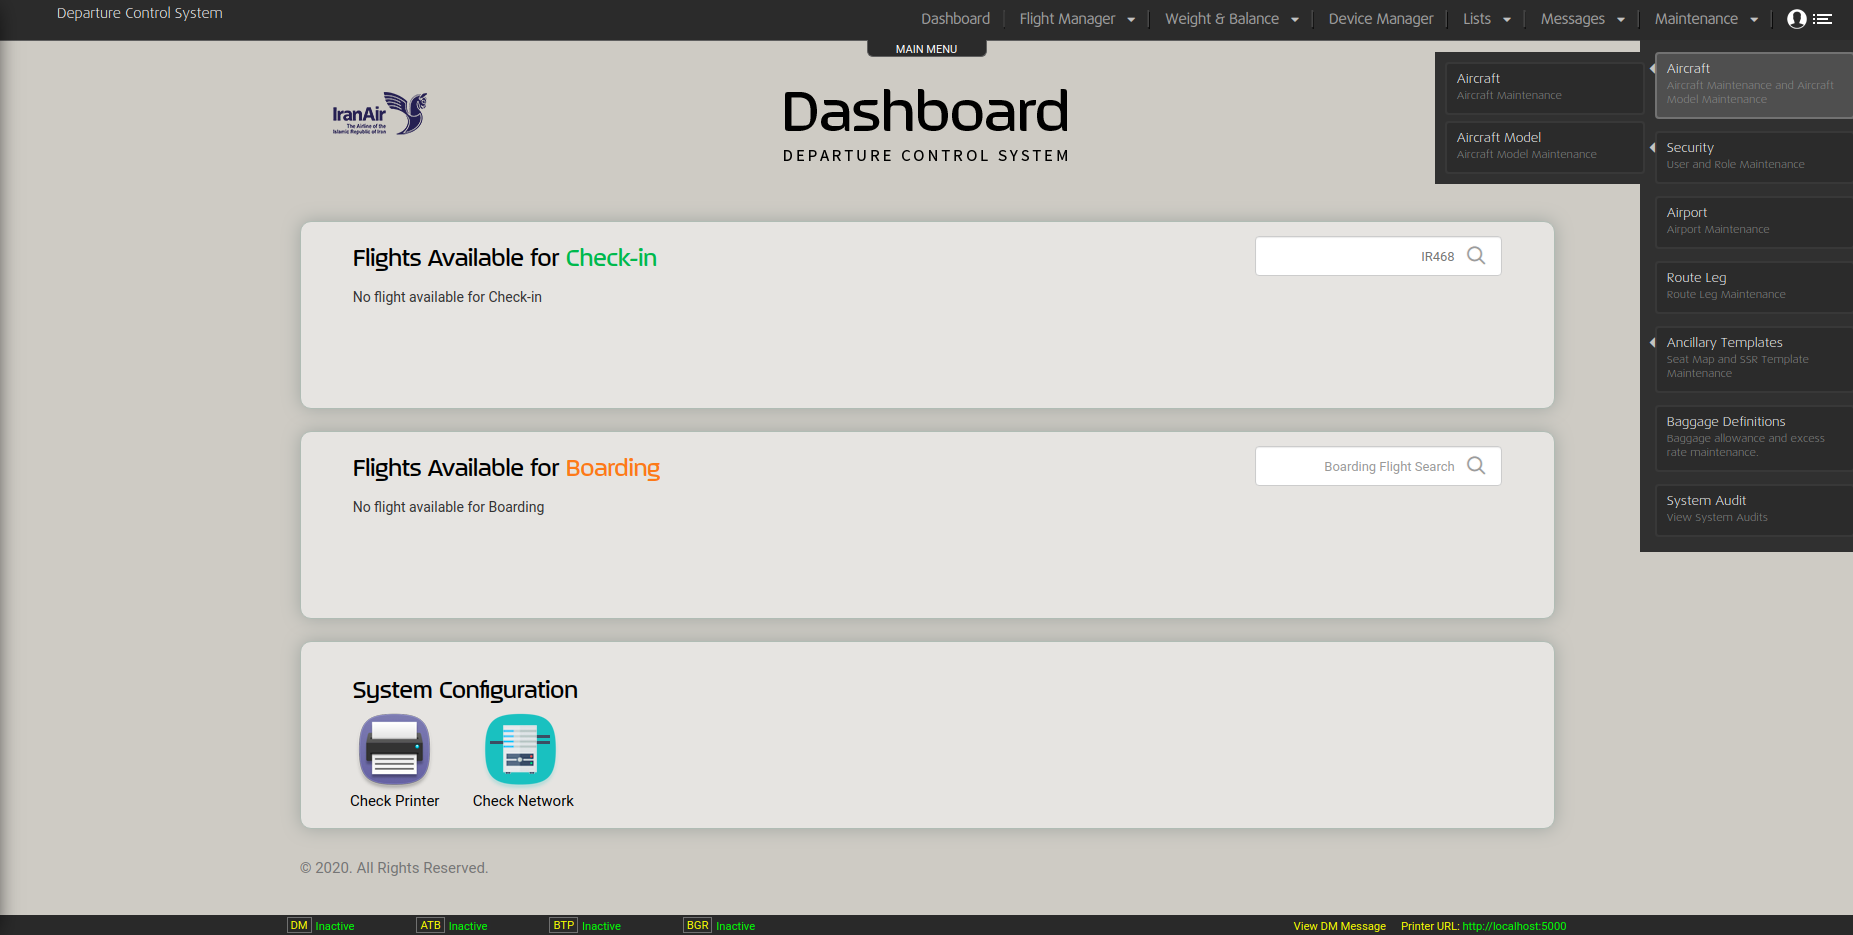 Departure Control System
Dashboard
Flight Manager
Weight & Balance
Device Manager
Lists
Messages
Maintenance
MAIN MENU
IranAir
The Airline of the
Islamic Republic of Iran
Dashboard
DEPARTURE CONTROL SYSTEM
Aircraft
Aircraft Maintenance
Aircraft Model
Aircraft Model Maintenance
Aircraft
Aircraft Maintenance and Aircraft
Model Maintenance
Security
User and Role Maintenance
Airport
Airport Maintenance
Route Leg
Route Leg Maintenance
Ancillary Templates
Seat Map and SSR Template
Maintenance
Baggage Definitions
Baggage allowance and excess
rate maintenance.
System Audit
View System Audits
Flights Available for Check-in
IR468
No flight available for Check-in
Flights Available for Boarding
Boarding Flight Search
No flight available for Boarding
System Configuration
Check Printer
Check Network
© 2020. All Rights Reserved.
DM Inactive
ATB Inactive
BTP Inactive
BGR Inactive
View DM Message
Printer URL: http://localhost:5000